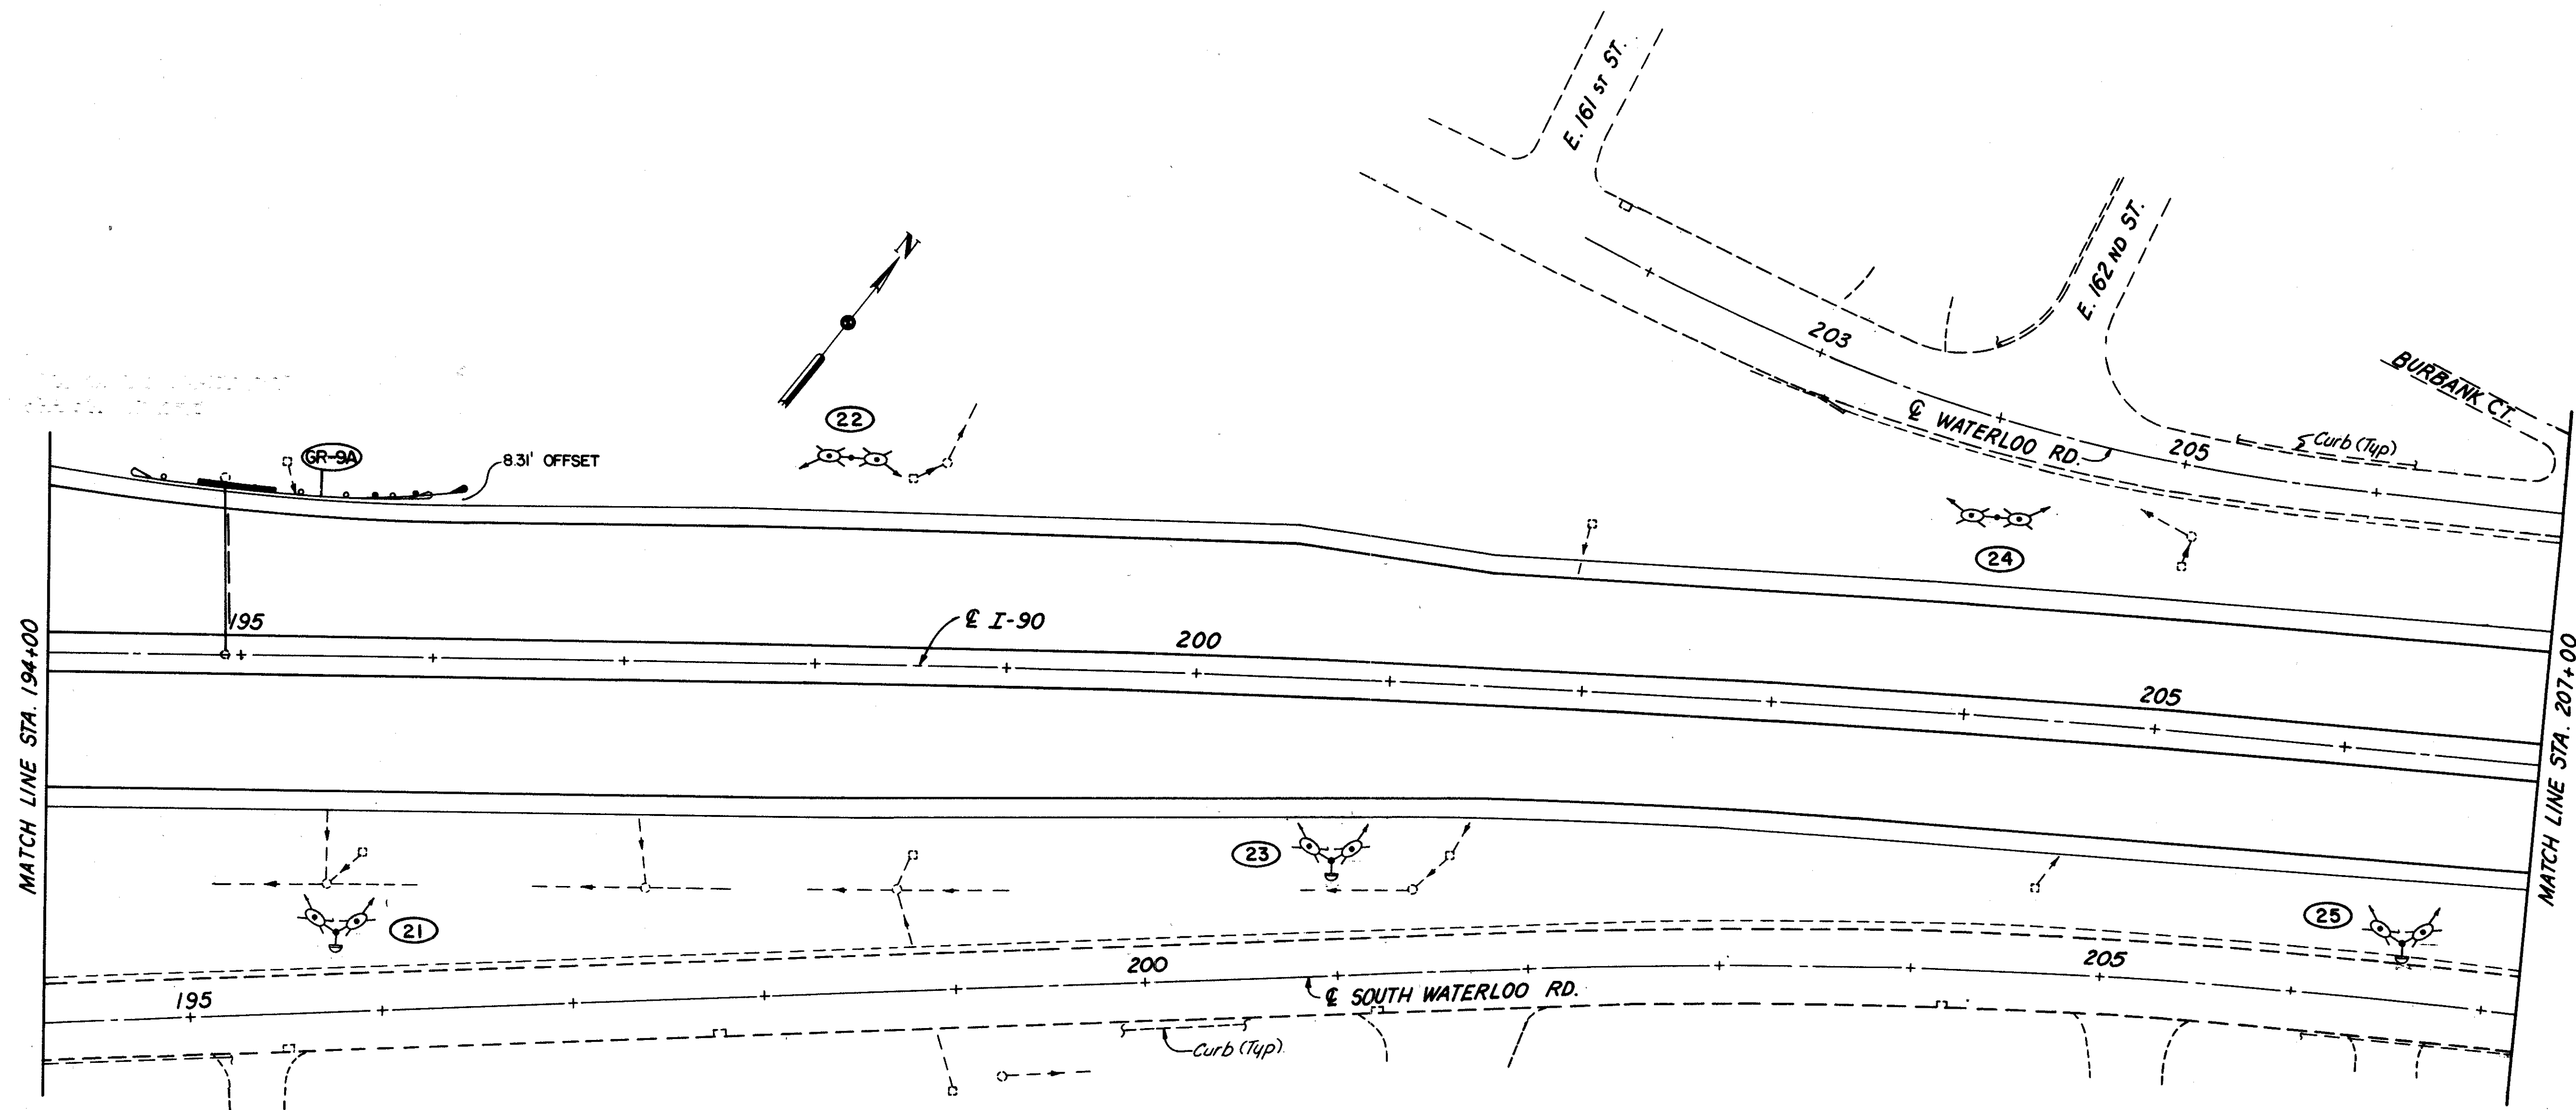 E. 161 ST ST.
E. 162 ND ST.
N
203
BURBANK CT.
22
℄ WATERLOO RD.
205
Curb (Typ)
GR-9A
8.31' OFFSET
24
MATCH LINE STA. 194+00
195
℄ I-90
200
205
MATCH LINE STA. 207+00
23
21
25
195
200
205
℄ SOUTH WATERLOO RD.
Curb (Typ)